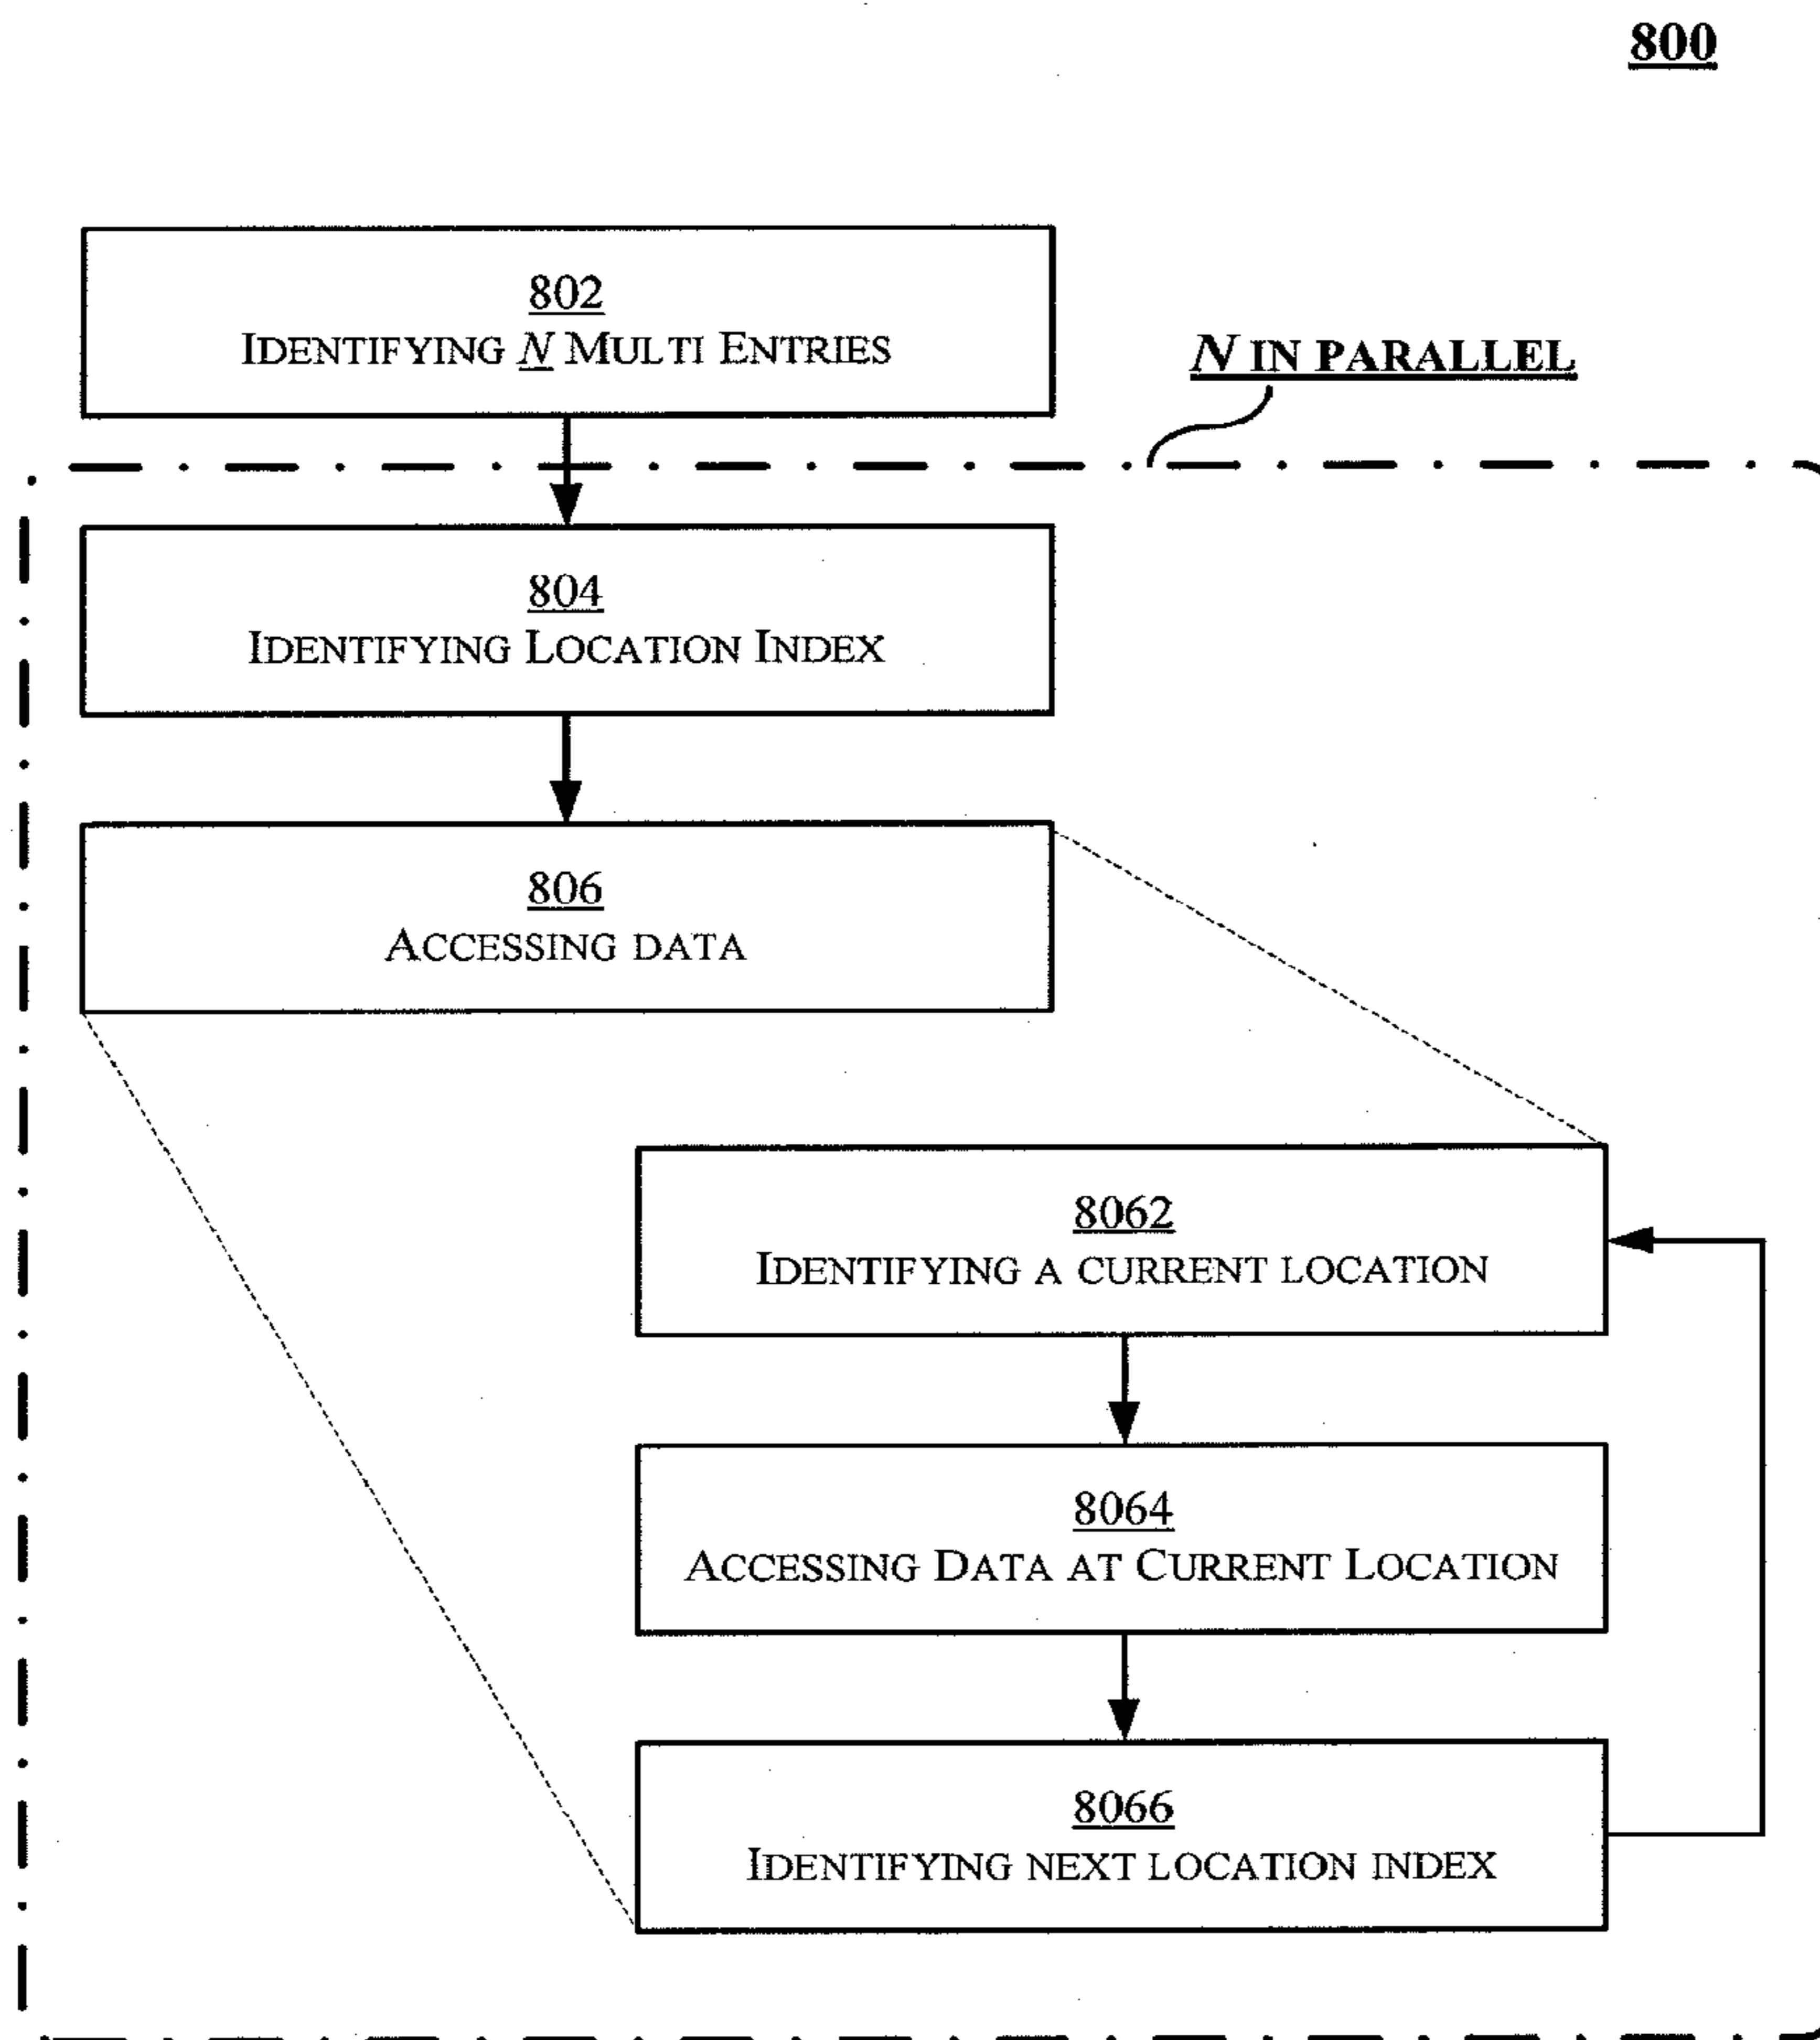 800
802
IDENTIFYING N MULTI ENTRIES
N IN PARALLEL
804
IDENTIFYING LOCATION INDEX
806
ACCESSING DATA
8062
IDENTIFYING A CURRENT LOCATION
8064
ACCESSING DATA AT CURRENT LOCATION
8066
IDENTIFYING NEXT LOCATION INDEX